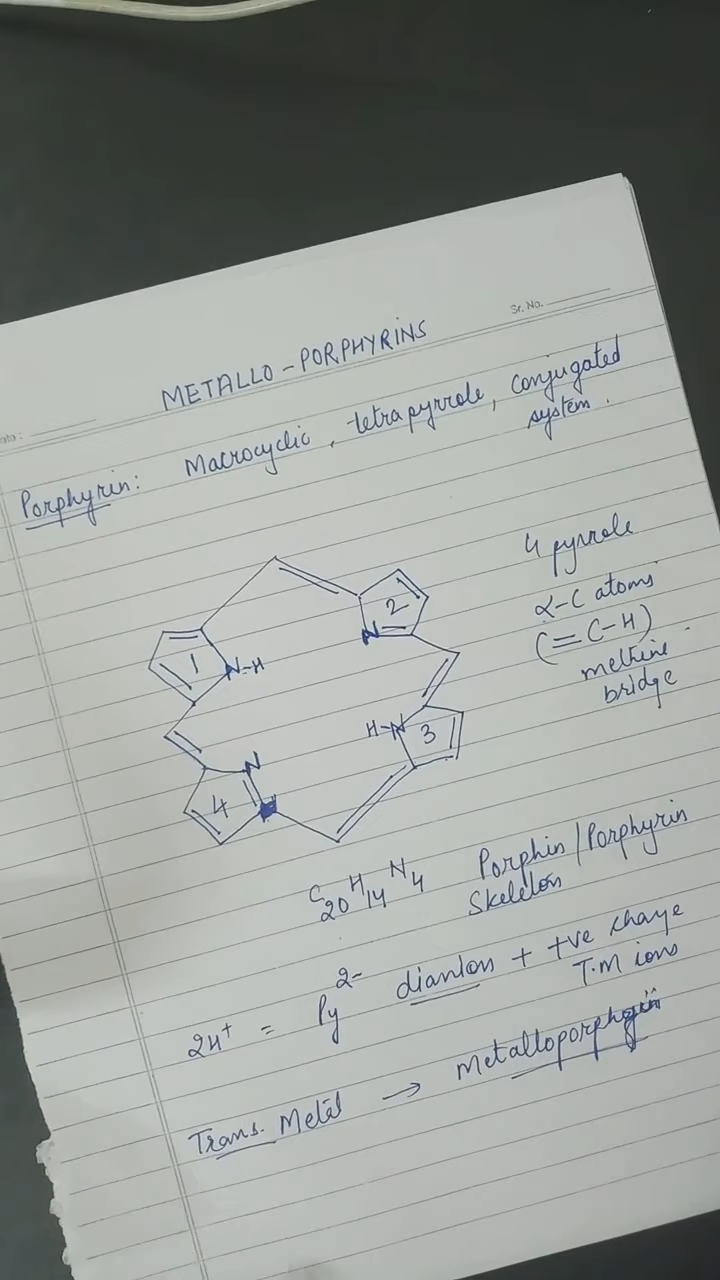 Sr. No.
METALLO - PORPHYRINS
Porphyrin: Macrocyclic, tetrapyrrole, conjugated
system.
4 pyrrole
α-C atoms
(=C-H)
methine
bridge
1
N-H
2
N
H-N
3
N
4
C20H14N4 Porphin/Porphyrin
Skeleton
2H+ = Py2- dianion + +ve charge
T.M ions
Trans. Metal → Metalloporphyrin